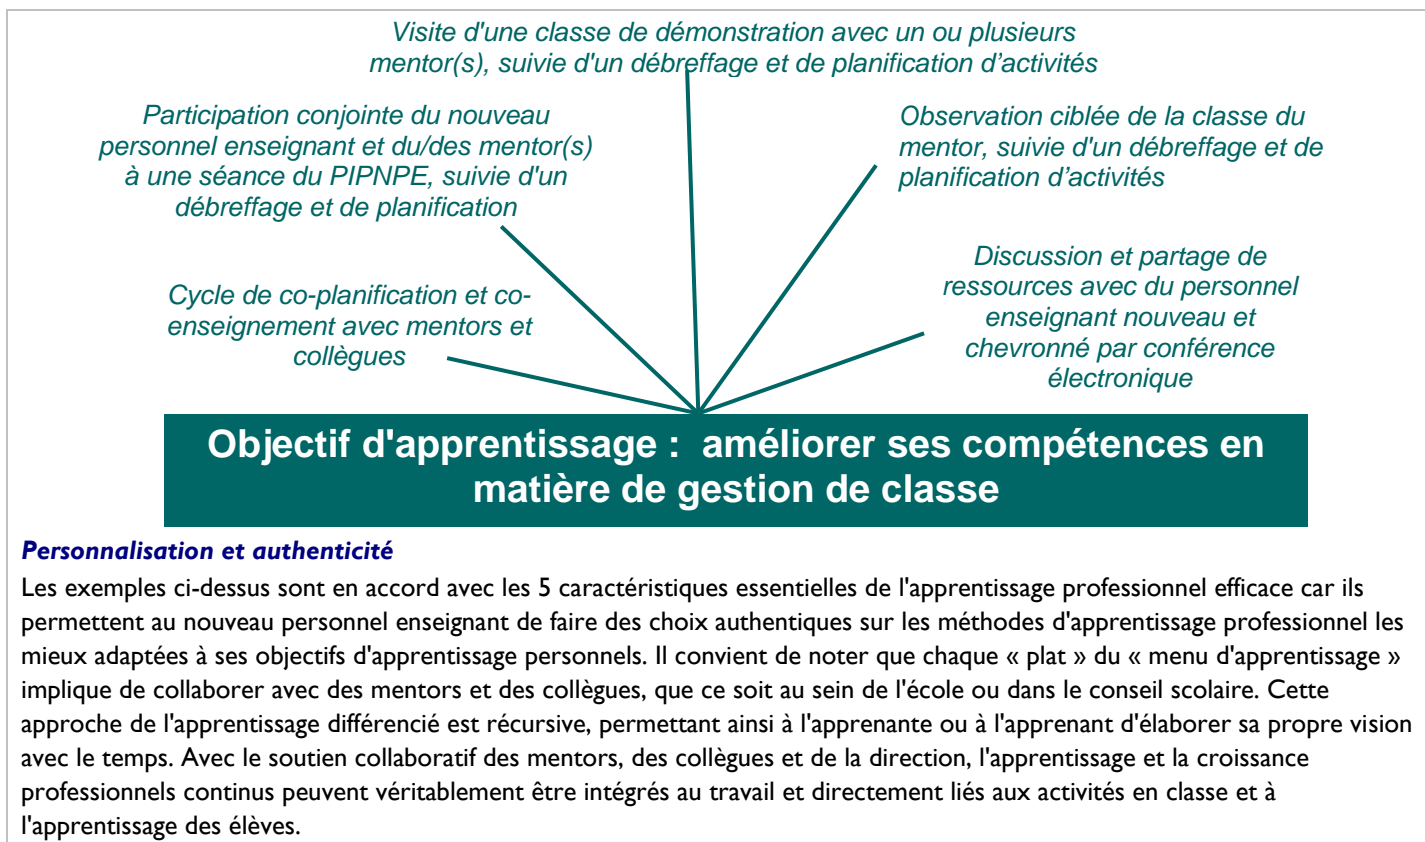 Visite d'une classe de démonstration avec un ou plusieurs
mentor(s), suivie d'un débreffage et de planification d’activités
Participation conjointe du nouveau
personnel enseignant et du/des mentor(s)
à une séance du PIPNPE, suivie d'un
débreffage et de planification
Observation ciblée de la classe du
mentor, suivie d'un débreffage et de
planification d’activités
Cycle de co-planification et co-
enseignement avec mentors et
collègues
Discussion et partage de
ressources avec du personnel
enseignant nouveau et
chevronné par conférence
électronique
Objectif d'apprentissage :  améliorer ses compétences en
matière de gestion de classe
Personnalisation et authenticité
Les exemples ci-dessus sont en accord avec les 5 caractéristiques essentielles de l'apprentissage professionnel efficace car ils
permettent au nouveau personnel enseignant de faire des choix authentiques sur les méthodes d'apprentissage professionnel les
mieux adaptées à ses objectifs d'apprentissage personnels. Il convient de noter que chaque « plat » du « menu d'apprentissage »
implique de collaborer avec des mentors et des collègues, que ce soit au sein de l'école ou dans le conseil scolaire. Cette
approche de l'apprentissage différencié est récursive, permettant ainsi à l'apprenante ou à l'apprenant d'élaborer sa propre vision
avec le temps. Avec le soutien collaboratif des mentors, des collègues et de la direction, l'apprentissage et la croissance
professionnels continus peuvent véritablement être intégrés au travail et directement liés aux activités en classe et à
l'apprentissage des élèves.